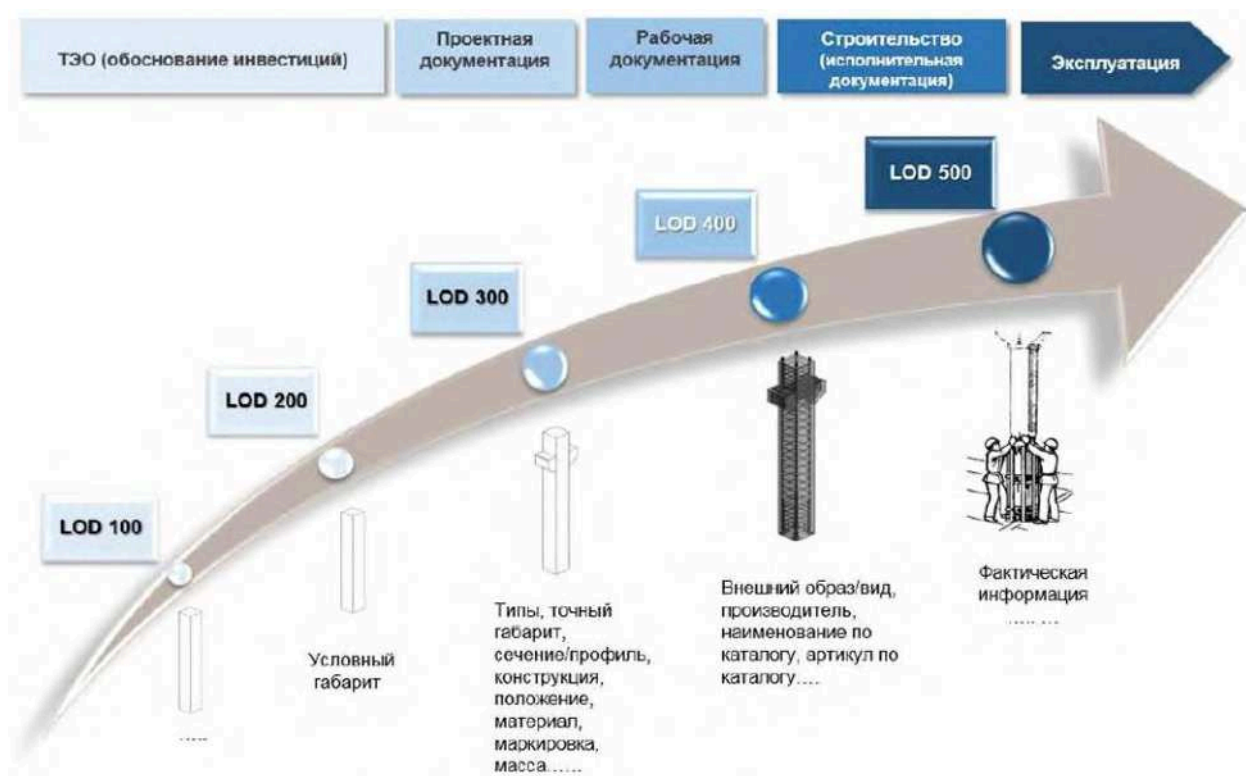 ТЭО (обоснование инвестиций)
Проектная
документация
Рабочая
документация
Строительство
(исполнительная
документация)
Эксплуатация
LOD 500
LOD 400
LOD 300
LOD 200
LOD 100
Условный
габарит
Типы, точный
габарит,
сечение/профиль,
конструкция,
положение,
материал,
маркировка,
масса……
Внешний образ/вид,
производитель,
наименование по
каталогу, артикул по
каталогу….
Фактическая
информация